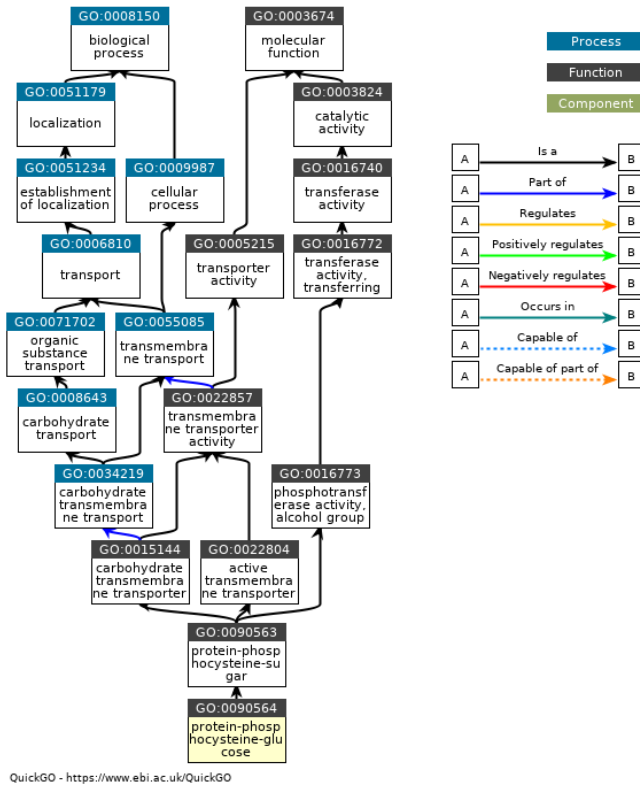 GO:0008150
biological
process
GO:0003674
molecular
function
GO:0051179
localization
GO:0003824
catalytic
activity
GO:0051234
establishment
of localization
GO:0009987
cellular
process
GO:0016740
transferase
activity
GO:0006810
transport
GO:0005215
transporter
activity
GO:0016772
transferase
activity,
transferring
GO:0071702
organic
substance
transport
GO:0055085
transmembra
ne transport
GO:0008643
carbohydrate
transport
GO:0022857
transmembra
ne transporter
activity
GO:0034219
carbohydrate
transmembra
ne transport
GO:0016773
phosphotransf
erase activity,
alcohol group
GO:0015144
carbohydrate
transmembra
ne transporter
GO:0022804
active
transmembra
ne transporter
GO:0090563
protein-phosp
hocysteine-su
gar
GO:0090564
protein-phosp
hocysteine-glu
cose
Process
Function
Component
A Is a B
A Part of B
A Regulates B
A Positively regulates B
A Negatively regulates B
A Occurs in B
A Capable of B
A Capable of part of B
QuickGO - https://www.ebi.ac.uk/QuickGO